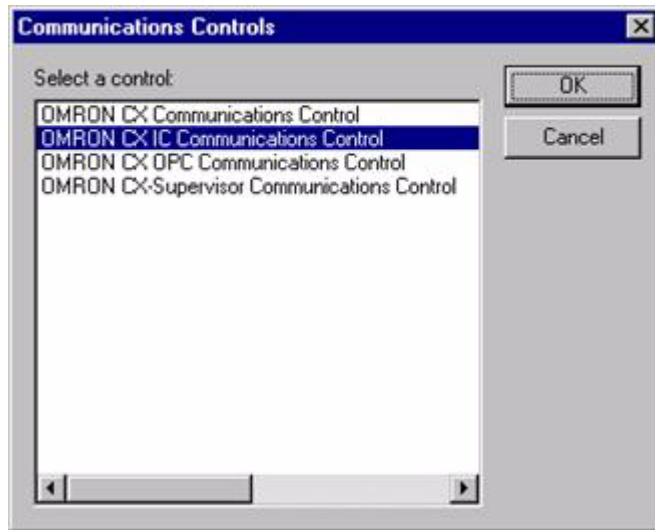 Communications Controls
Select a control:
OMRON CX Communications Control
OMRON CX IC Communications Control
OMRON CX OPC Communications Control
OMRON CX-Supervisor Communications Control
OK
Cancel